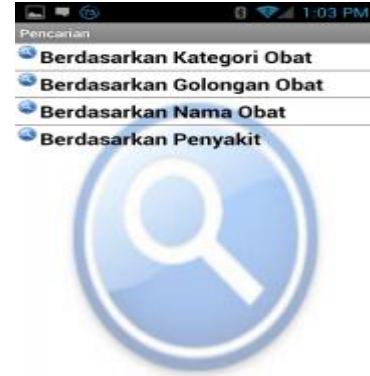 1:03 PM
Pencarian
Berdasarkan Kategori Obat
Berdasarkan Golongan Obat
Berdasarkan Nama Obat
Berdasarkan Penyakit